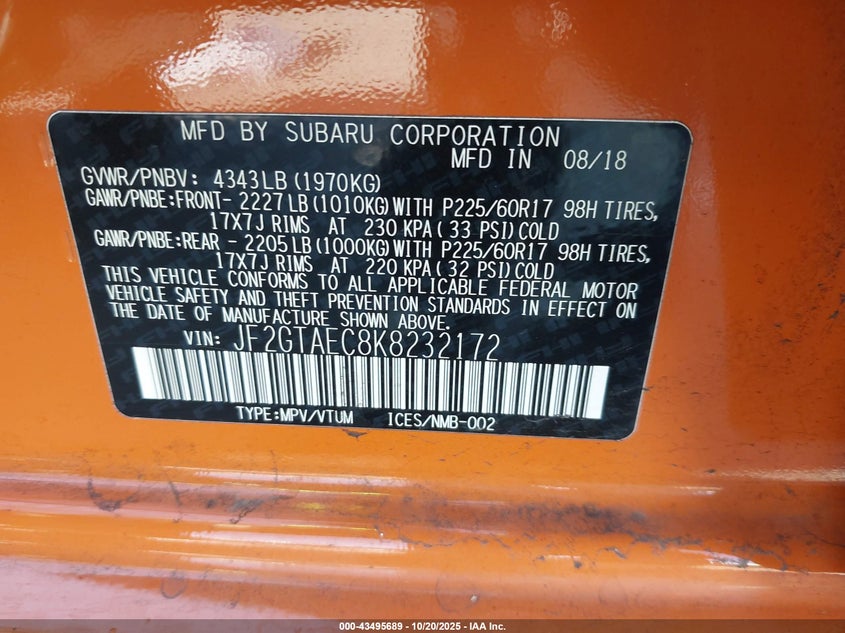 MFD BY SUBARU CORPORATION
MFD IN 08/18
GVWR/PNBV: 4343LB (1970KG)
GAWR/PNBE:FRONT- 2227LB (1010KG) WITH P225/60R17 98H TIRES,
17X7J RIMS AT 230 KPA( 33 PSI) COLD
GAWR/PNBE:REAR - 2205LB (1000KG) WITH P225/60R17 98H TIRES,
17X7J RIMS AT 220 KPA( 32 PSI) COLD
THIS VEHICLE CONFORMS TO ALL APPLICABLE FEDERAL MOTOR
VEHICLE SAFETY AND THEFT PREVENTION STANDARDS IN EFFECT ON
THE DATE OF MANUFACTURE SHOWN ABOVE.
VIN: JF2GTAEC8K8232172
TYPE:MPV/VTUM ICES/NMB-002
000-43495689 - 10/20/2025 - IAA Inc.